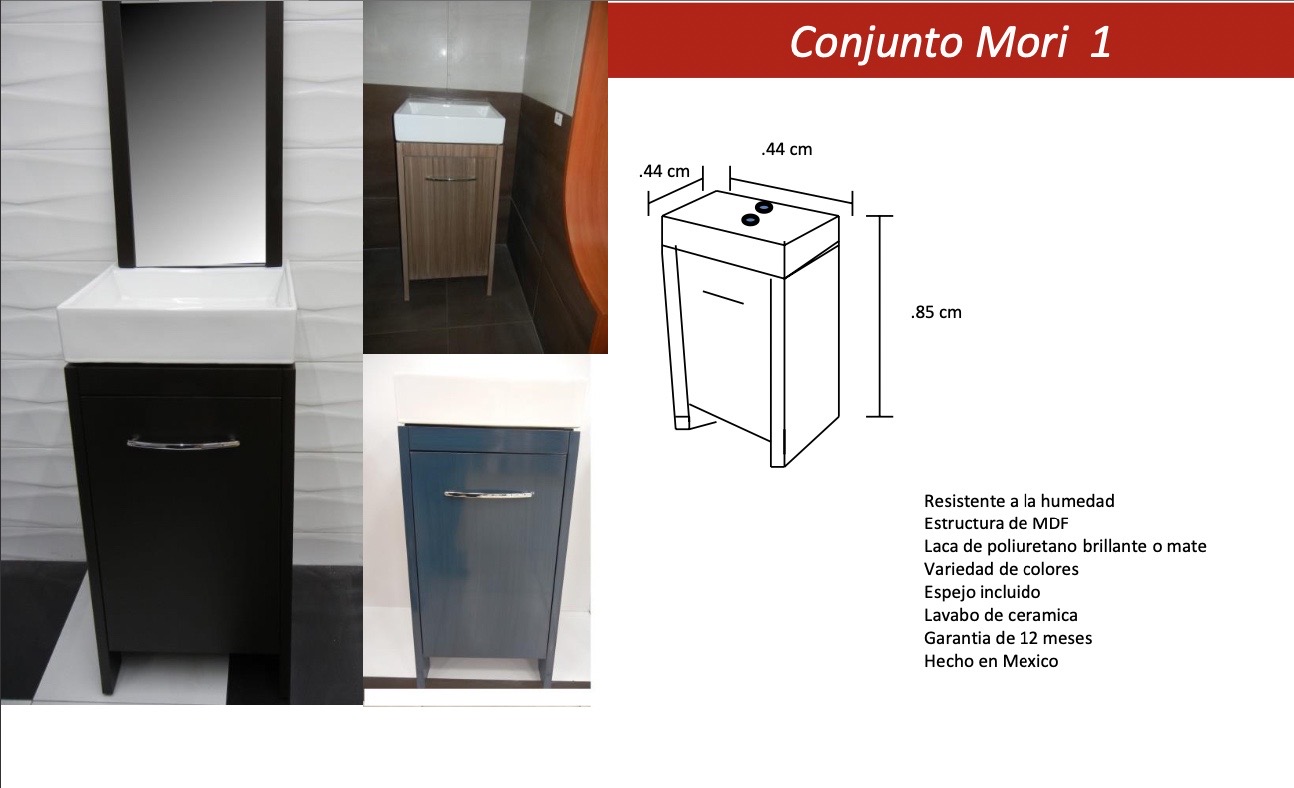 Conjunto Mori 1
.44 cm
.44 cm
.85 cm
Resistente a la humedad
Estructura de MDF
Laca de poliuretano brillante o mate
Variedad de colores
Espejo incluido
Lavabo de ceramica
Garantia de 12 meses
Hecho en Mexico